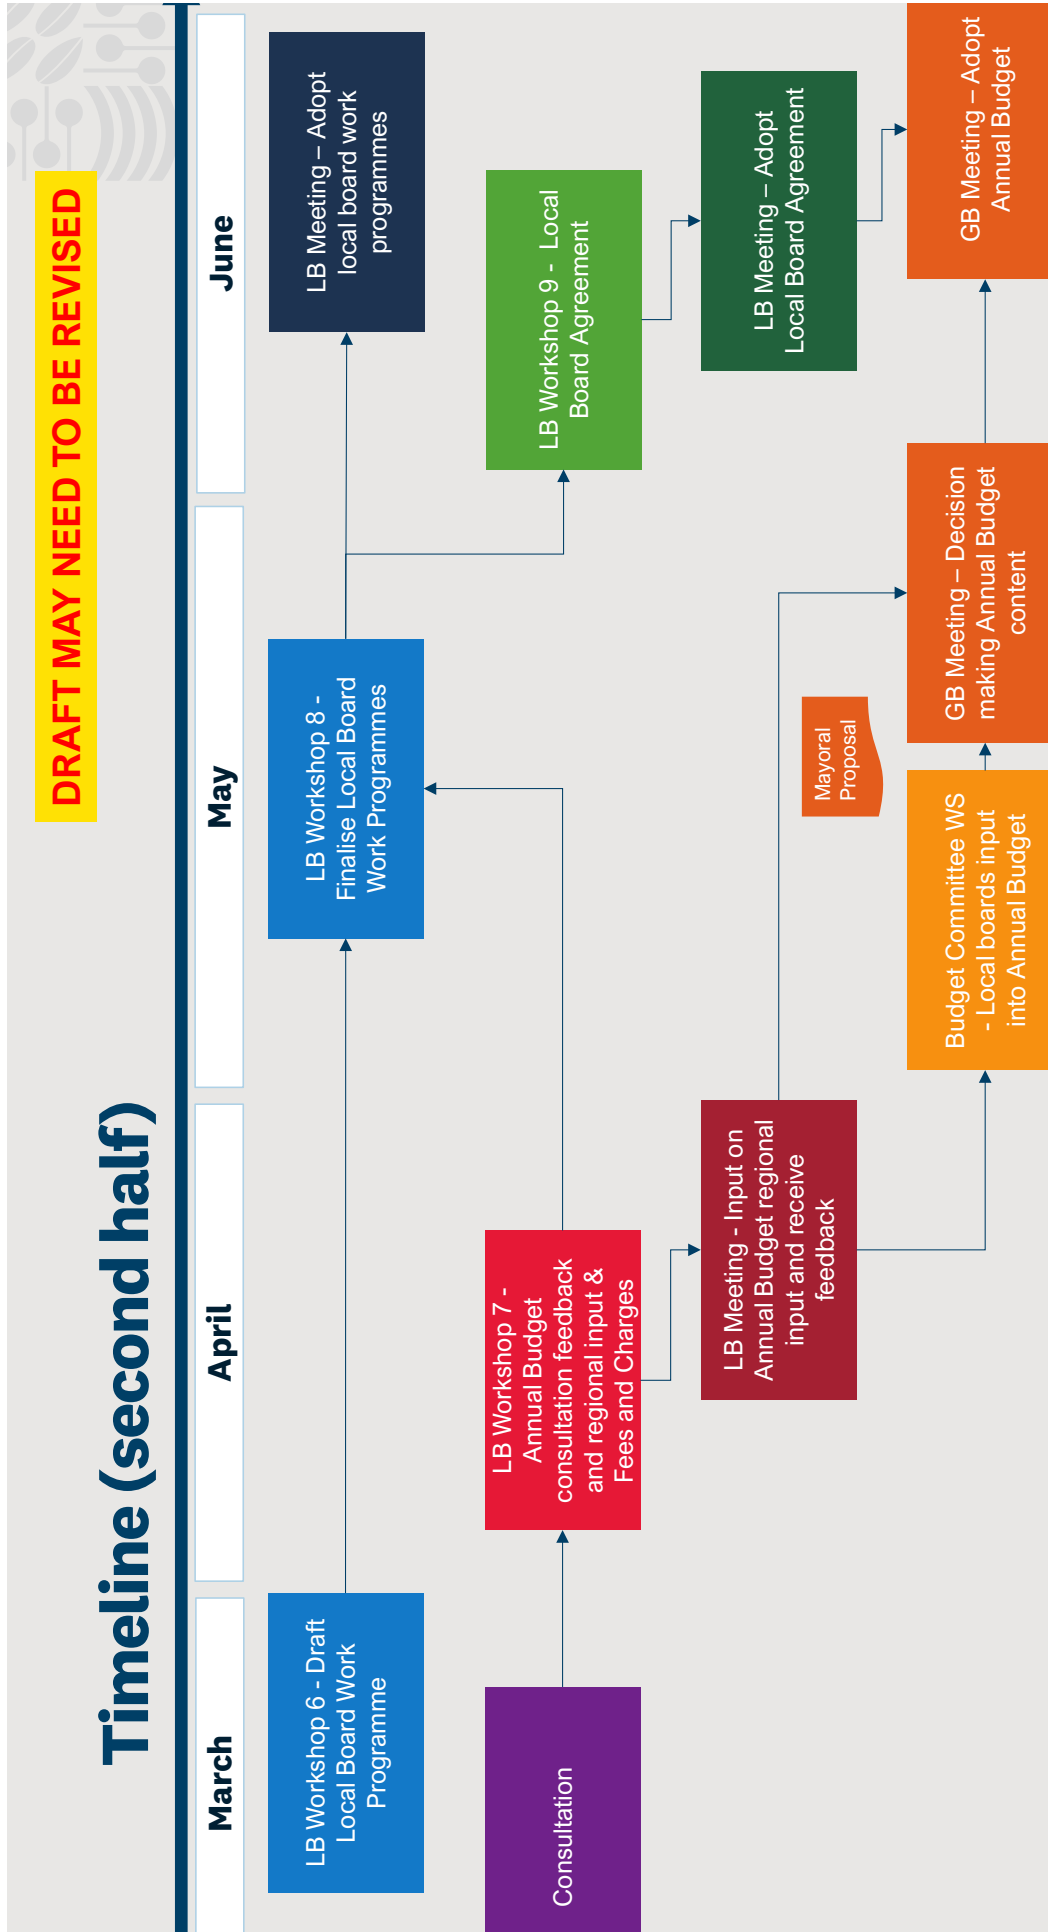 DRAFT MAY NEED TO BE REVISED
Timeline (second half)
March
April
May
June
LB Workshop 6 - Draft
Local Board Work
Programme
LB Workshop 8 -
Finalise Local Board
Work Programmes
LB Meeting – Adopt
local board work
programmes
Consultation
LB Workshop 7 -
Annual Budget
consultation feedback
and regional input &
Fees and Charges
LB Workshop 9 - Local
Board Agreement
LB Meeting - Input on
Annual Budget regional
input and receive
feedback
Mayoral
Proposal
LB Meeting – Adopt
Local Board Agreement
Budget Committee WS
- Local boards input
into Annual Budget
GB Meeting – Decision
making Annual Budget
content
GB Meeting – Adopt
Annual Budget